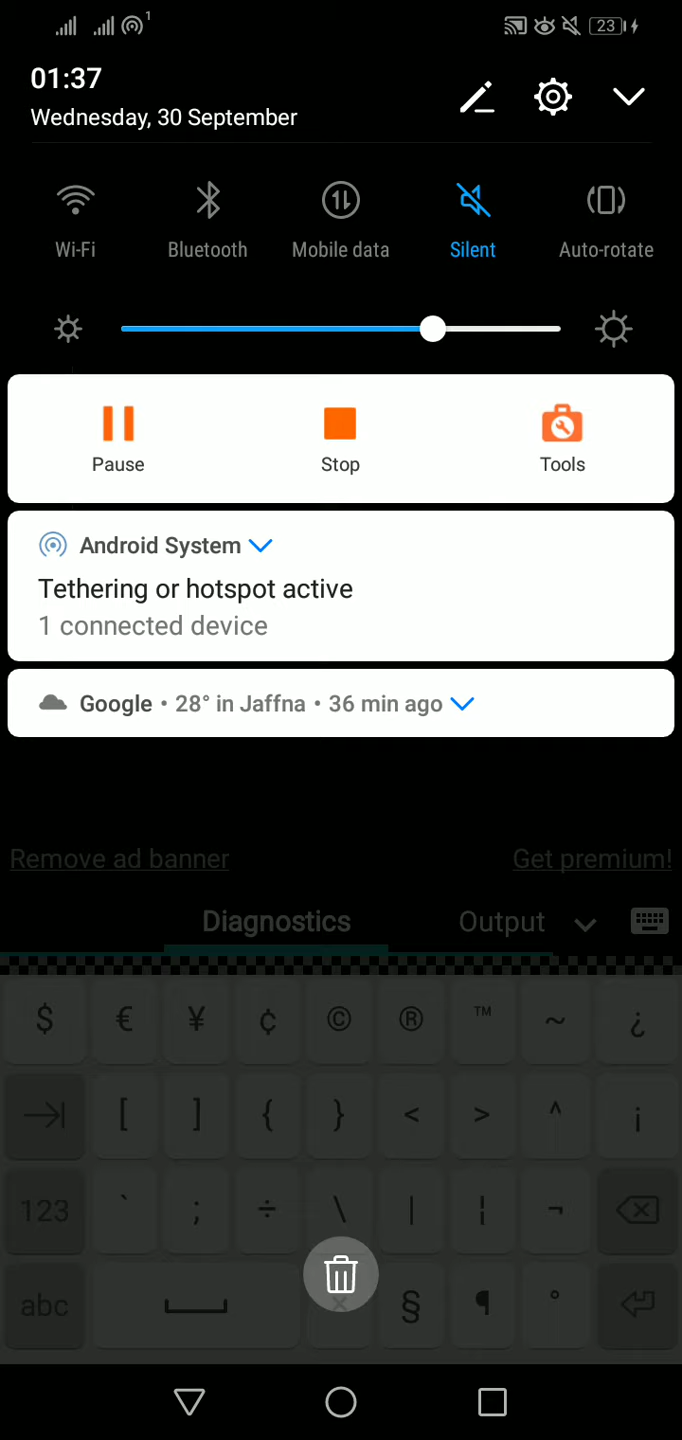 1
23
01:37
Wednesday, 30 September
Wi-Fi
Bluetooth
Mobile data
Silent
Auto-rotate
Pause
Stop
Tools
Android System
Tethering or hotspot active
1 connected device
Google • 28° in Jaffna • 36 min ago
Remove ad banner
Get premium!
Diagnostics
Output
$ € ¥ ¢ © ® ™ ~ ¿
[ ] { } < > ^ ¡
123 ` ; ÷ \ | ¦ ¬
abc § ¶ °